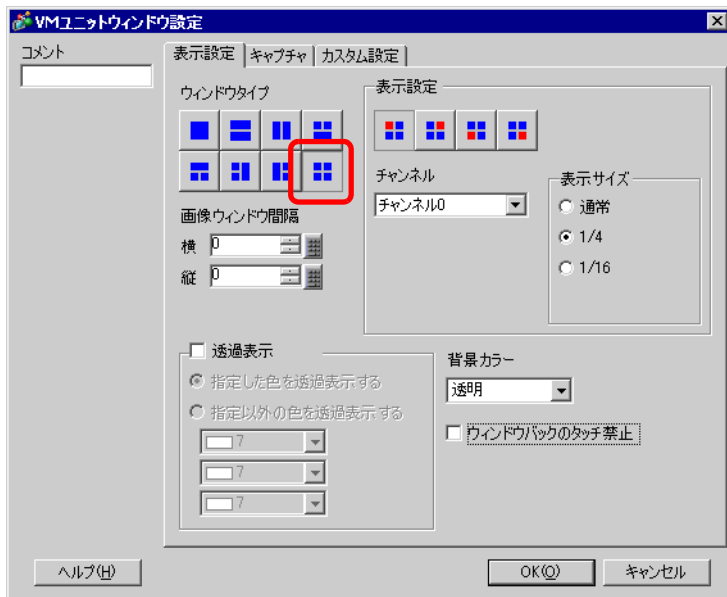 VMユニットウィンドウ設定
コメント
表示設定
キャプチャ
カスタム設定
ウィンドウタイプ
画像ウィンドウ間隔
横 0
縦 0
表示設定
チャンネル
チャンネル0
表示サイズ
通常
1/4
1/16
透過表示
指定した色を透過表示する
指定以外の色を透過表示する
7
7
7
背景カラー
透明
ウィンドウバックのタッチ禁止
ヘルプ(H)
OK(O)
キャンセル